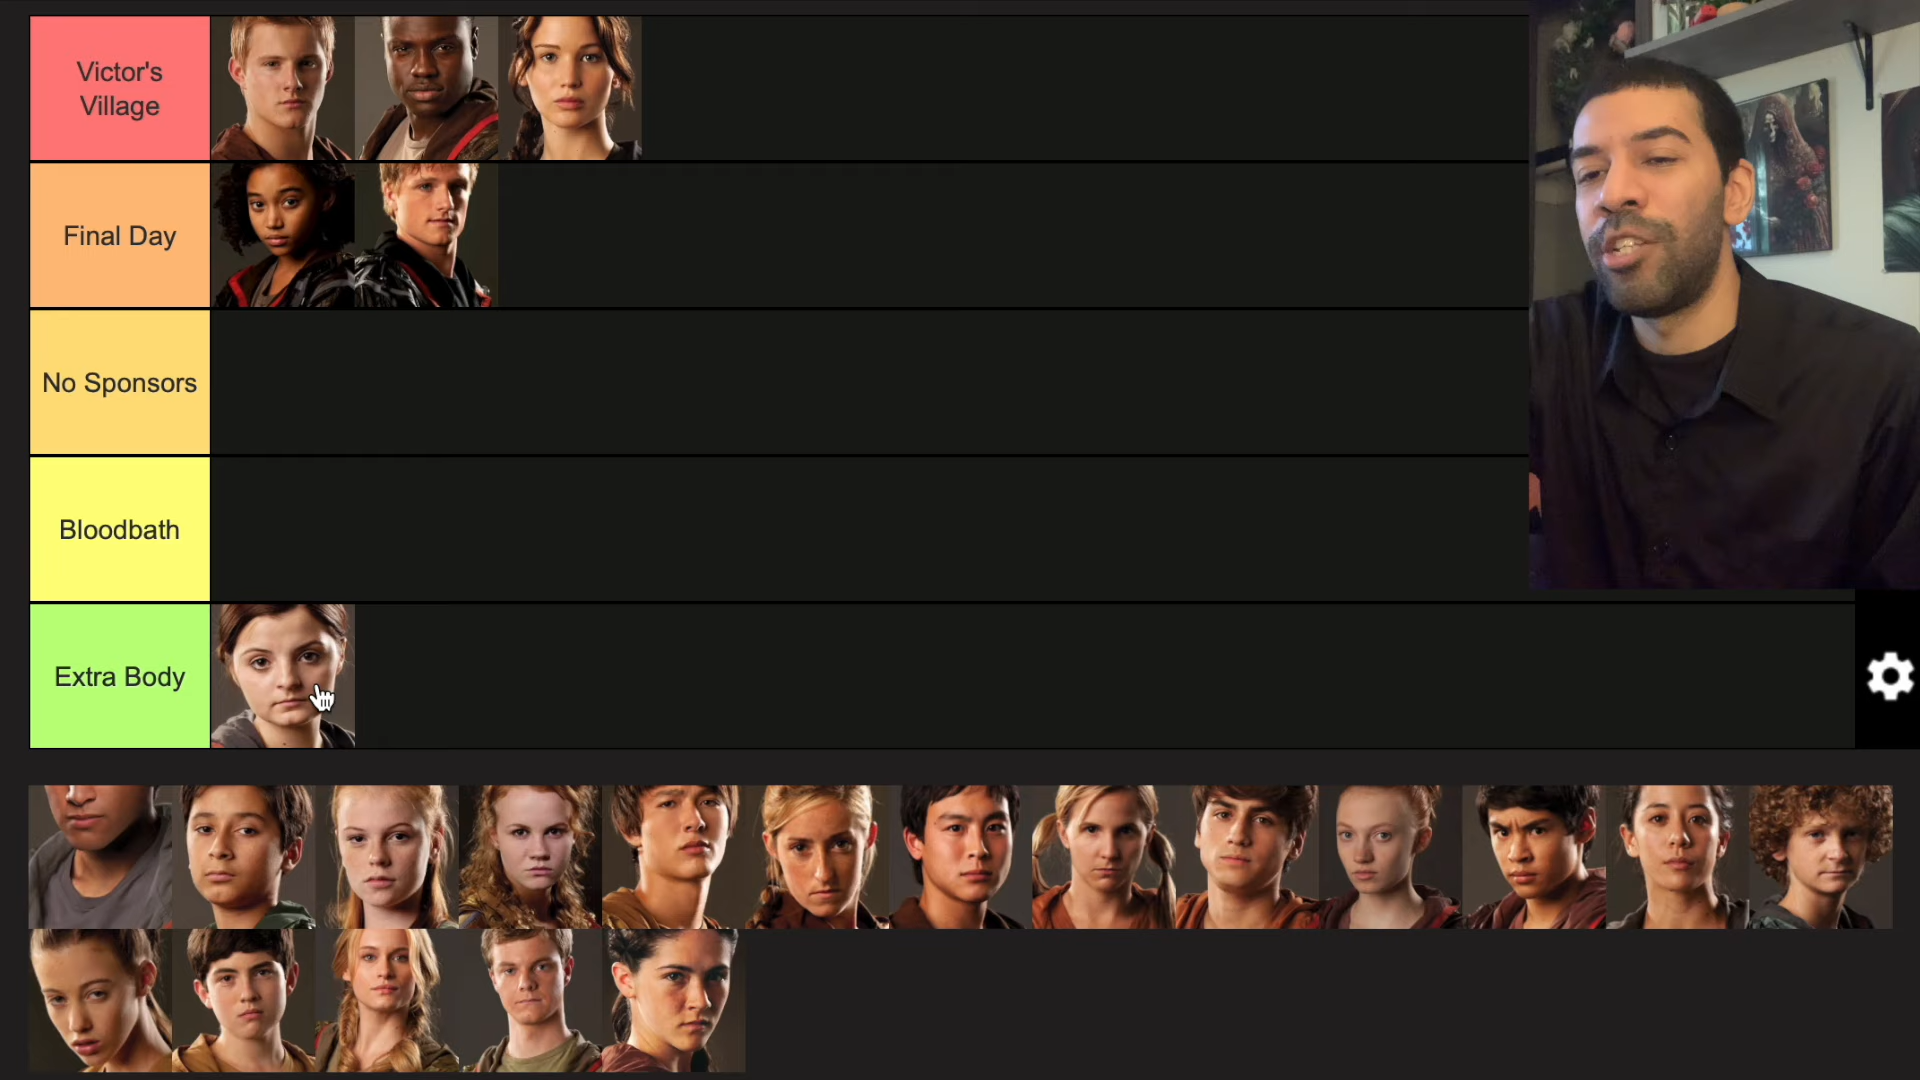 Victor's
Village
Final Day
No Sponsors
Bloodbath
Extra Body